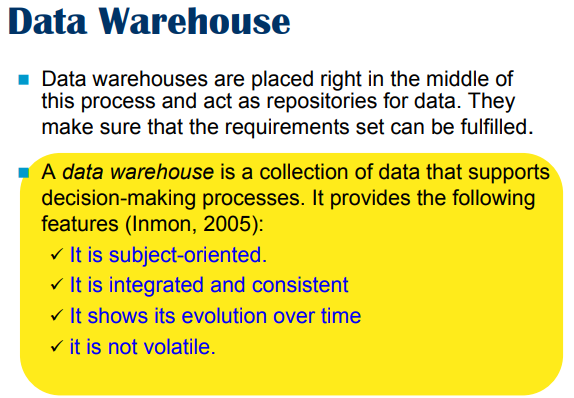 Data Warehouse
Data warehouses are placed right in the middle of
this process and act as repositories for data. They
make sure that the requirements set can be fulfilled.
A data warehouse is a collection of data that supports
decision-making processes. It provides the following
features (Inmon, 2005):
✓ It is subject-oriented.
✓ It is integrated and consistent
✓ It shows its evolution over time
✓ it is not volatile.